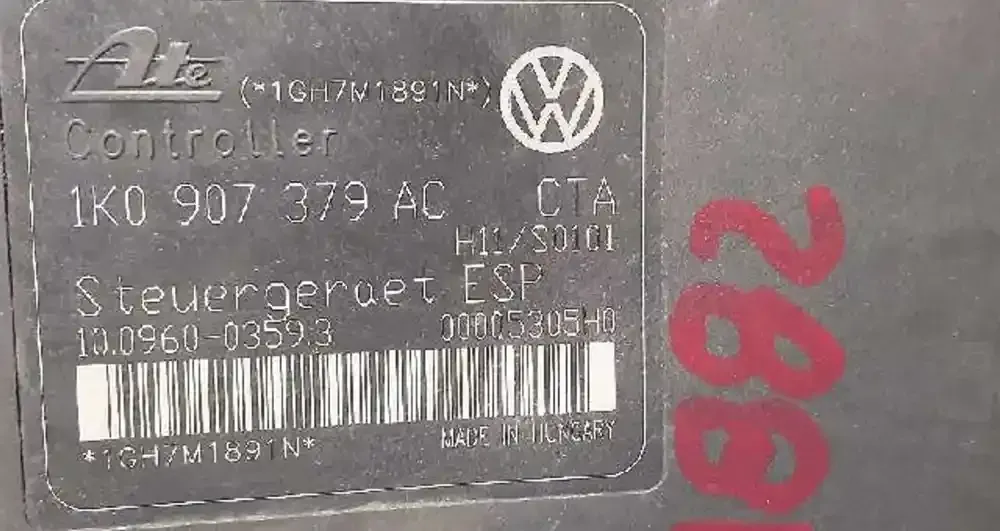 Ate (*1GH7M1891N*)
Controller
1K0 907 379 AC CTA
H11/S0101
Steuergeraet ESP
10.0960-0359.3 00005305H0
*1GH7M1891N*
MADE IN HUNGARY
288